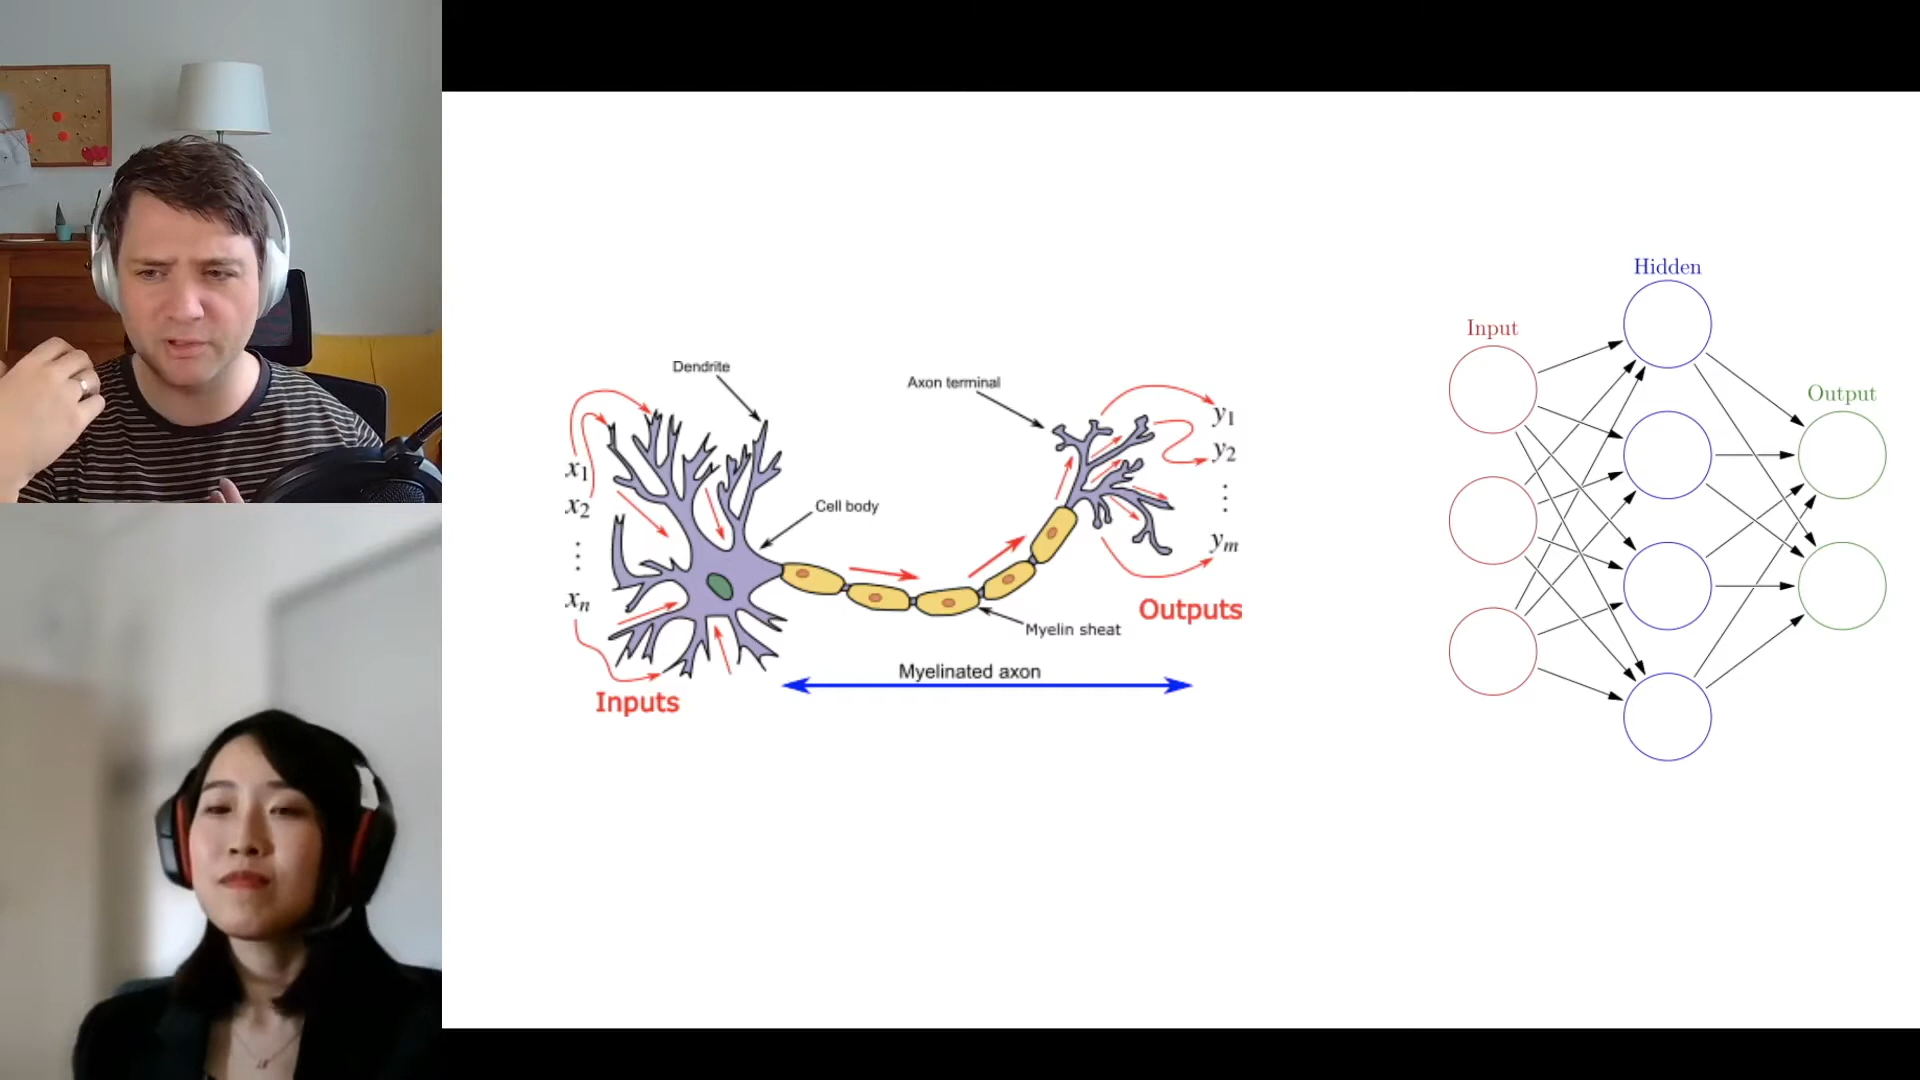 Dendrite
Axon terminal
x1
x2
⋮
xn
Cell body
y1
y2
⋮
ym
Myelin sheat
Myelinated axon
Inputs
Outputs
Hidden
Input
Output